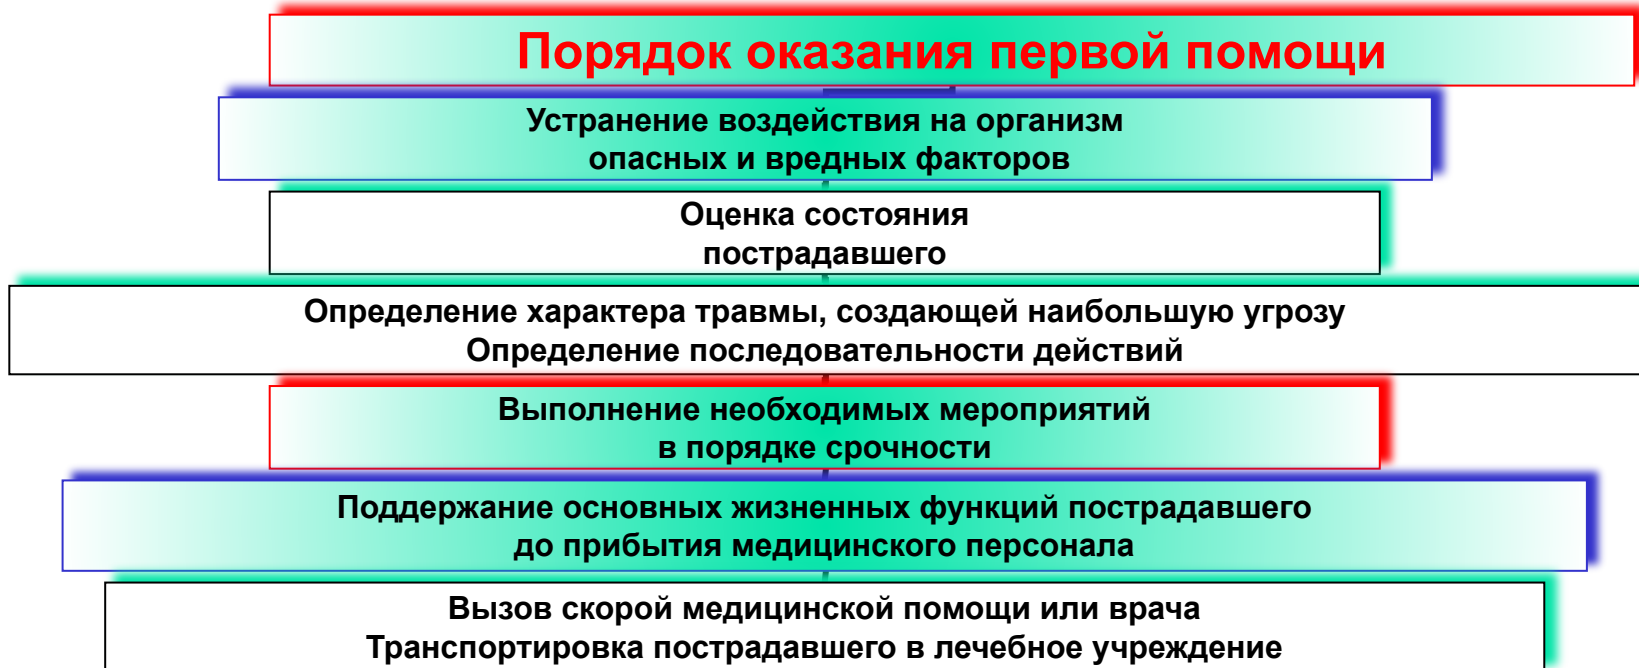 Порядок оказания первой помощи
Устранение воздействия на организм
опасных и вредных факторов
Оценка состояния
пострадавшего
Определение характера травмы, создающей наибольшую угрозу
Определение последовательности действий
Выполнение необходимых мероприятий
в порядке срочности
Поддержание основных жизненных функций пострадавшего
до прибытия медицинского персонала
Вызов скорой медицинской помощи или врача
Транспортировка пострадавшего в лечебное учреждение